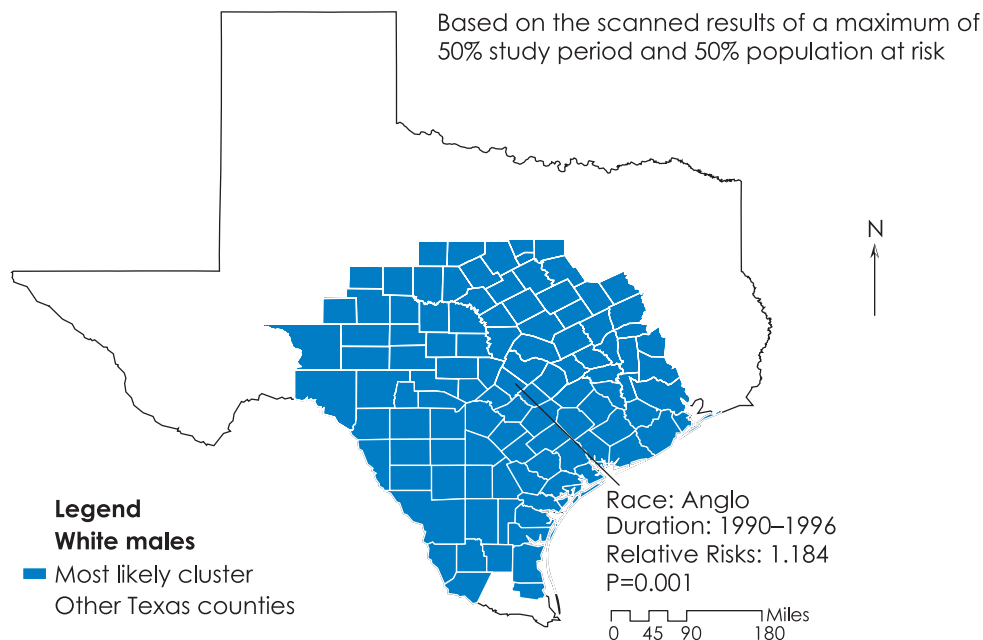 Based on the scanned results of a maximum of
50% study period and 50% population at risk
N
Race: Anglo
Duration: 1990–1996
Relative Risks: 1.184
P=0.001
Legend
White males
Most likely cluster
Other Texas counties
Miles
0 45 90 180